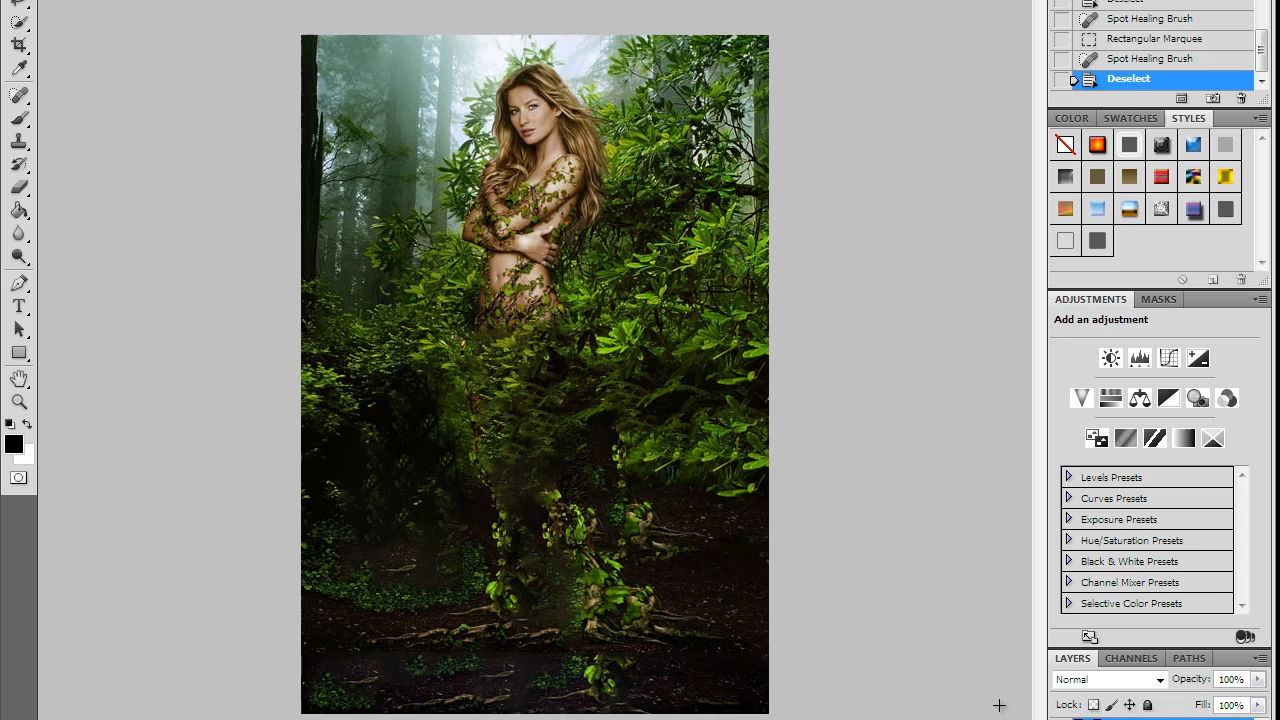 Spot Healing Brush
Rectangular Marquee
Spot Healing Brush
Deselect
COLOR SWATCHES STYLES
ADJUSTMENTS MASKS
Add an adjustment
Levels Presets
Curves Presets
Exposure Presets
Hue/Saturation Presets
Black & White Presets
Channel Mixer Presets
Selective Color Presets
LAYERS CHANNELS PATHS
Normal Opacity: 100%
Lock: Fill: 100%